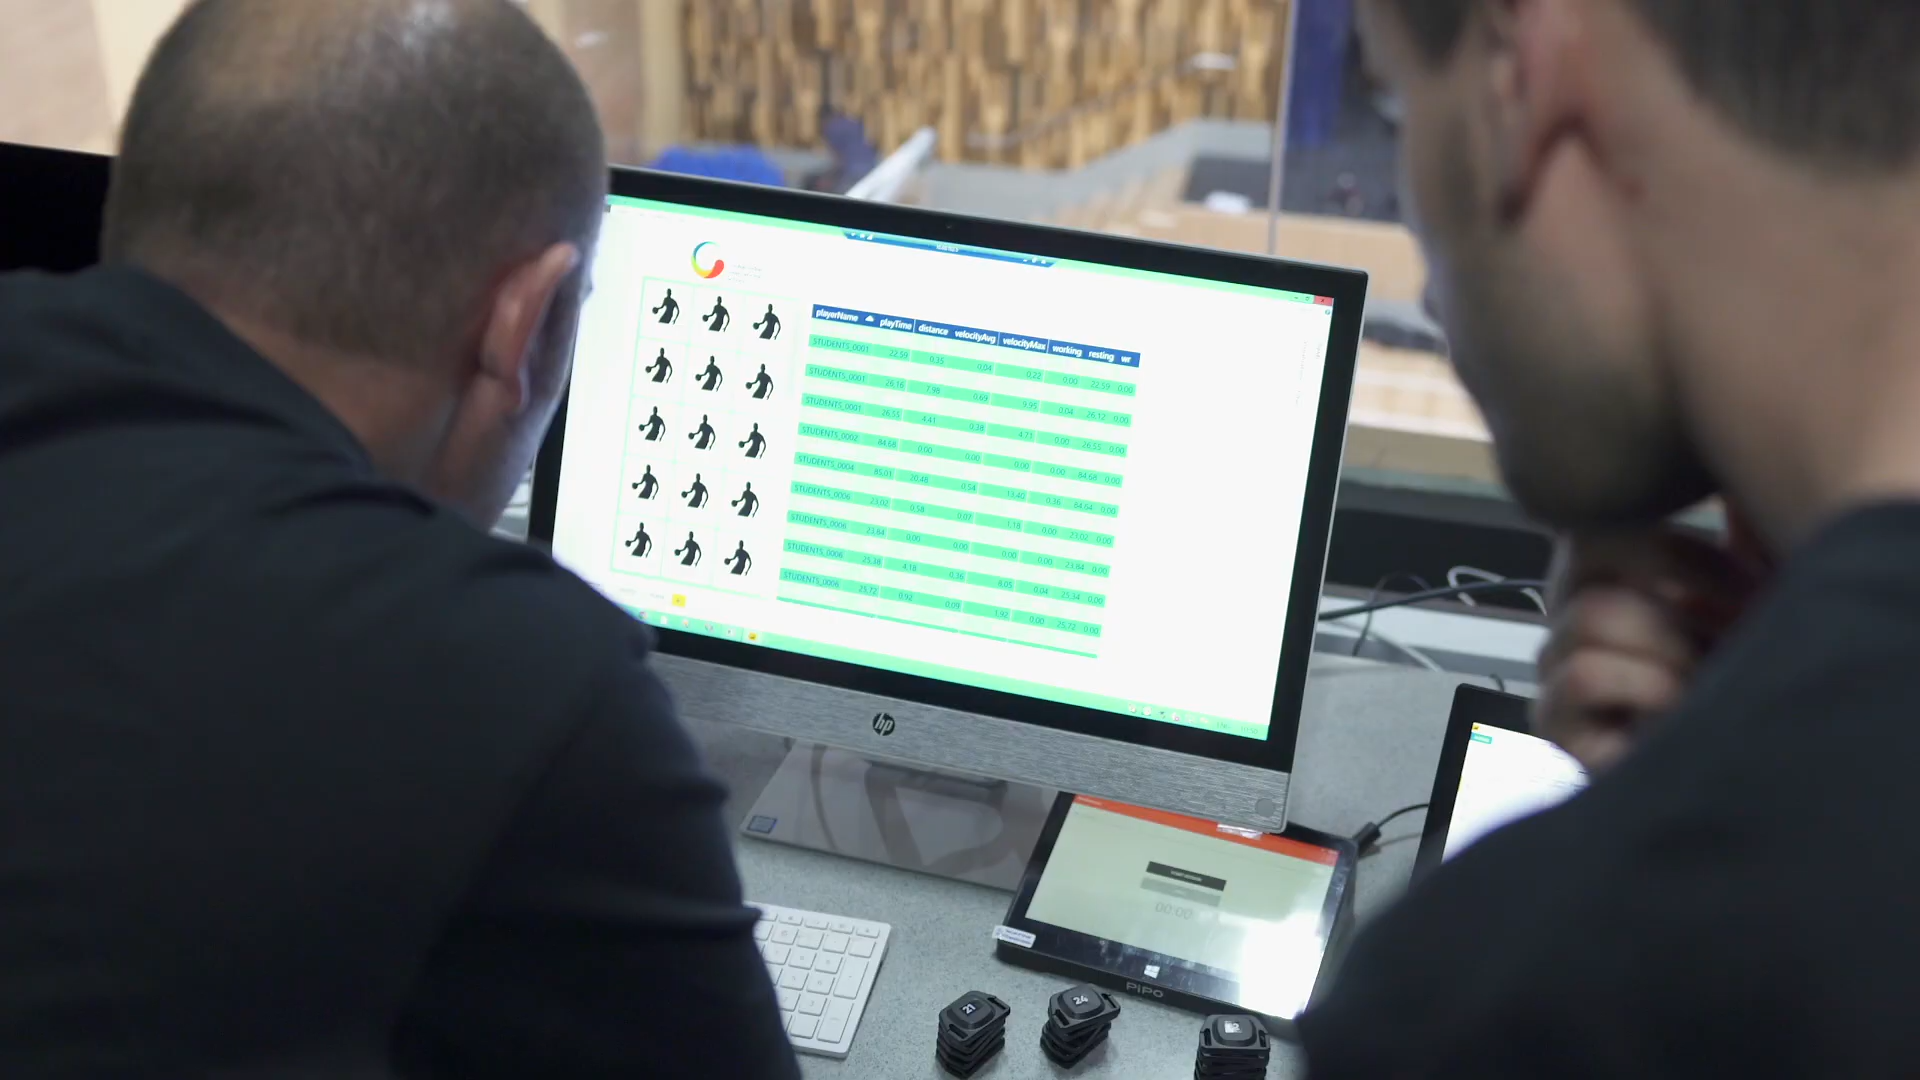 playerName playTime distance velocityAvg velocityMax working resting wr
STUDENTS_0001 22,59 0,35 0,04 0,22 0,00 22,59 0,00
STUDENTS_0001 26,16 7,98 0,69 9,95 0,04 26,12 0,00
STUDENTS_0001 26,55 4,41 0,38 4,71 0,00 26,55 0,00
STUDENTS_0002 84,68 0,00 0,00 0,00 0,00 84,68 0,00
STUDENTS_0004 85,01 20,48 0,54 13,40 0,36 84,64 0,00
STUDENTS_0006 23,02 0,58 0,07 1,18 0,00 23,02 0,00
STUDENTS_0006 23,84 0,00 0,00 0,00 0,00 23,84 0,00
STUDENTS_0006 25,38 4,18 0,36 8,05 0,04 25,34 0,00
STUDENTS_0006 25,72 0,92 0,09 1,92 0,00 25,72 0,00
hp
00:00
PiPO
21
24